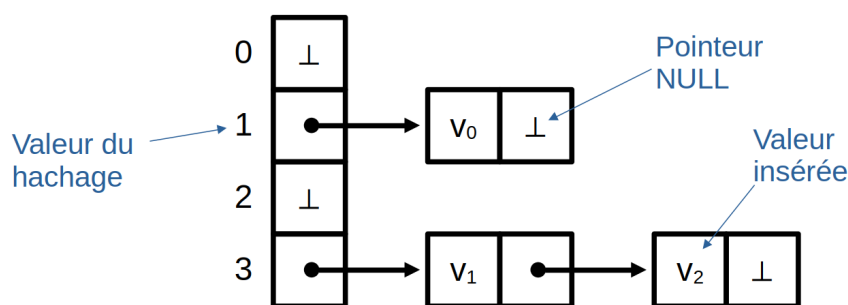 0 ⊥
Pointeur
NULL
1 v₀ ⊥
Valeur du
hachage
Valeur
insérée
2 ⊥
3 v₁ v₂ ⊥